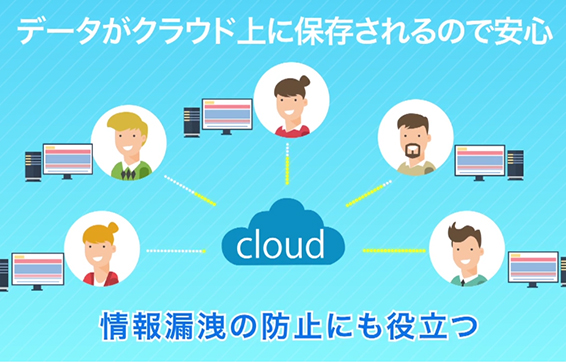 データがクラウド上に保存されるので安心
cloud
情報漏洩の防止にも役立つ